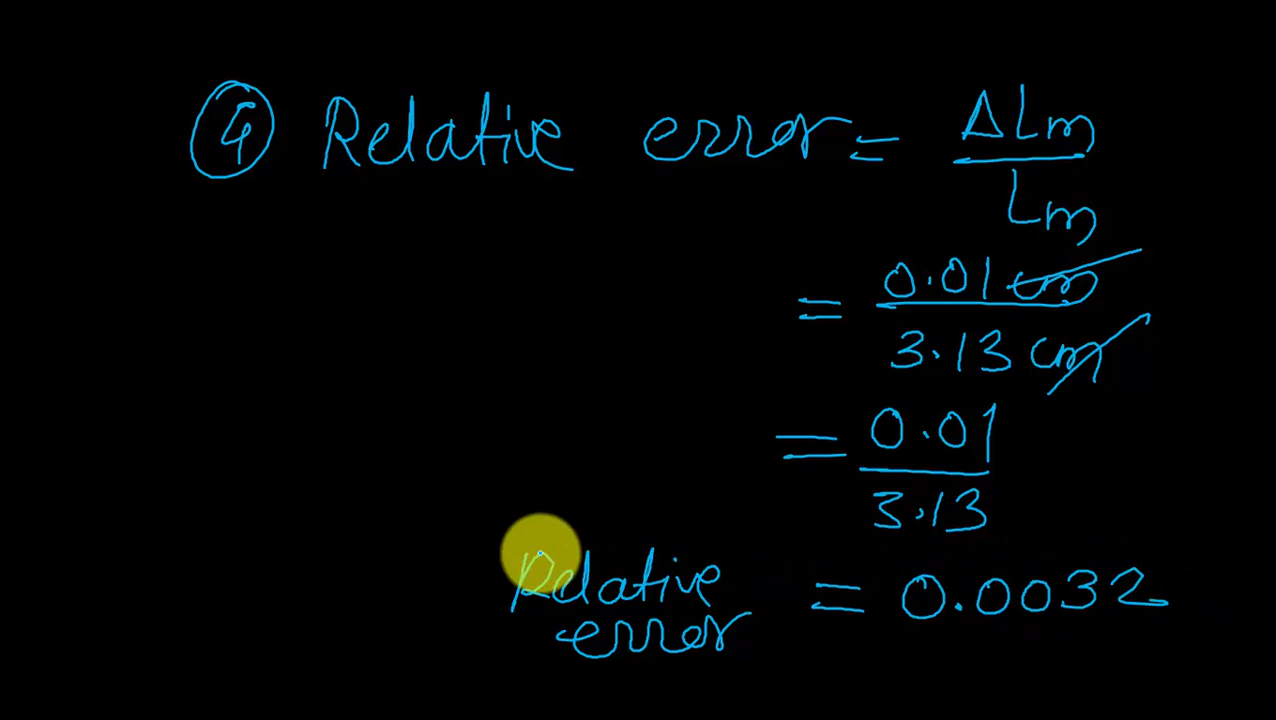 ④ Relative error = ΔLm / Lm
= 0.01 cm / 3.13 cm
= 0.01 / 3.13
Relative error = 0.0032